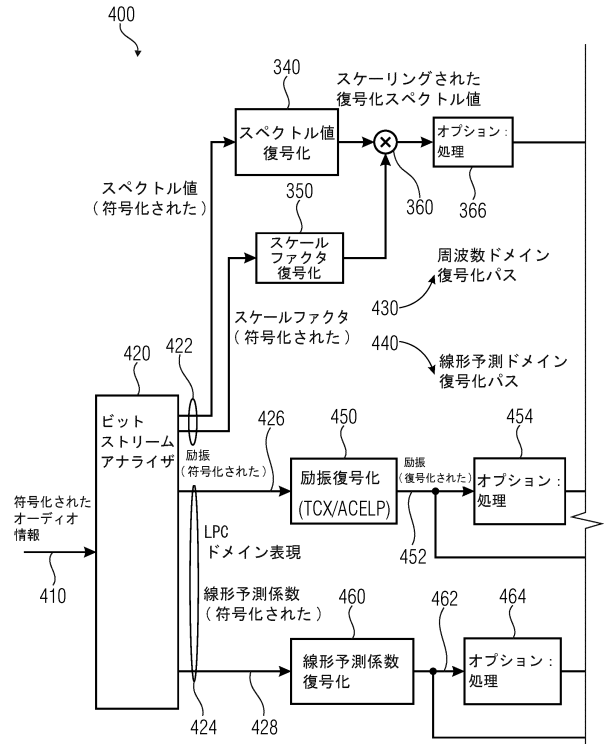 400
340
スペクトル値
復号化
スケーリングされた
復号化スペクトル値
360
オプション：
処理
366
スペクトル値
（符号化された）
350
スケール
ファクタ
復号化
スケールファクタ
（符号化された）
430
周波数ドメイン
復号化パス
440
線形予測ドメイン
復号化パス
420
422
ビット
ストリーム
アナライザ
励振
（符号化された）
426
450
励振復号化
(TCX/ACELP)
励振
（復号化された）
452
454
オプション：
処理
符号化された
オーディオ
情報
410
LPC
ドメイン表現
線形予測係数
（符号化された）
424
428
460
線形予測係数
復号化
462
464
オプション：
処理